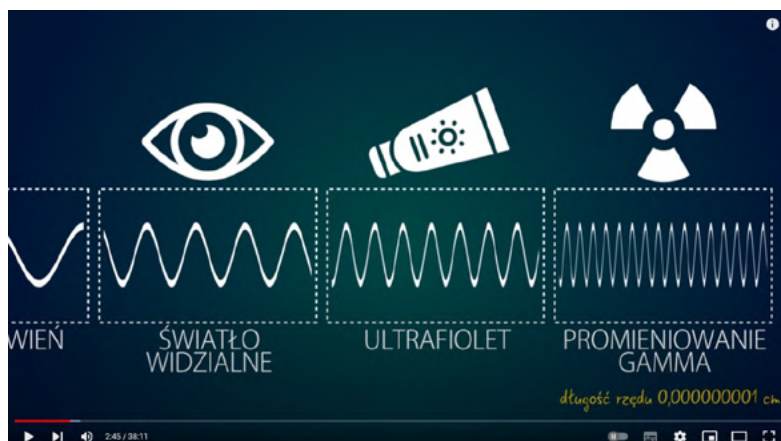 WIEŃ
ŚWIATŁO
WIDZIALNE
ULTRAFIOLET
PROMIENIOWANIE
GAMMA
długość rzędu 0,000000001 cm
2:45 / 38:11